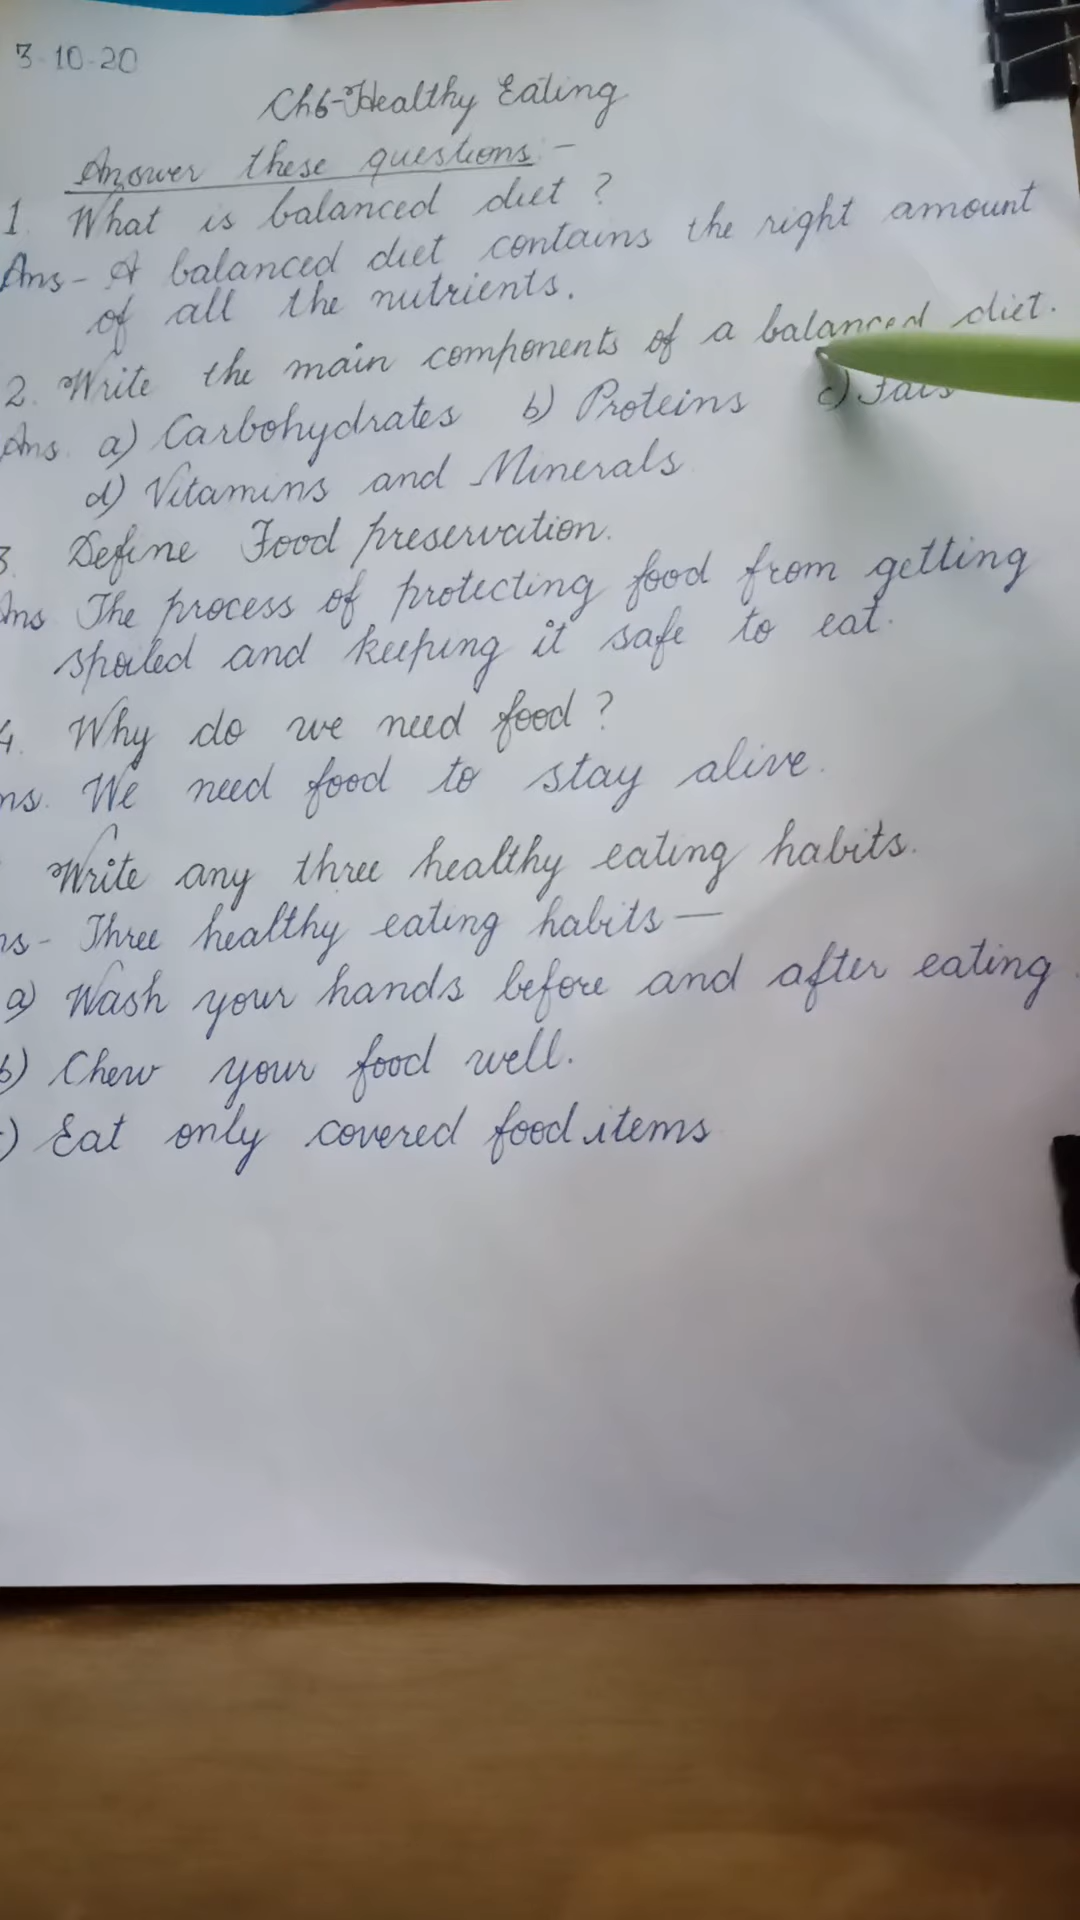 3-10-20
Ch6-Healthy Eating
Answer these questions:-
1. What is balanced diet ?
Ans- A balanced diet contains the right amount
of all the nutrients.
2. Write the main components of a balanced diet.
Ans. a) Carbohydrates b) Proteins c) Fats
d) Vitamins and Minerals
3. Define Food preservation.
Ans The process of protecting food from getting
spoiled and keeping it safe to eat.
4. Why do we need food ?
ns. We need food to stay alive.
Write any three healthy eating habits.
ns- Three healthy eating habits—
a) Wash your hands before and after eating
b) Chew your food well.
) Eat only covered food items